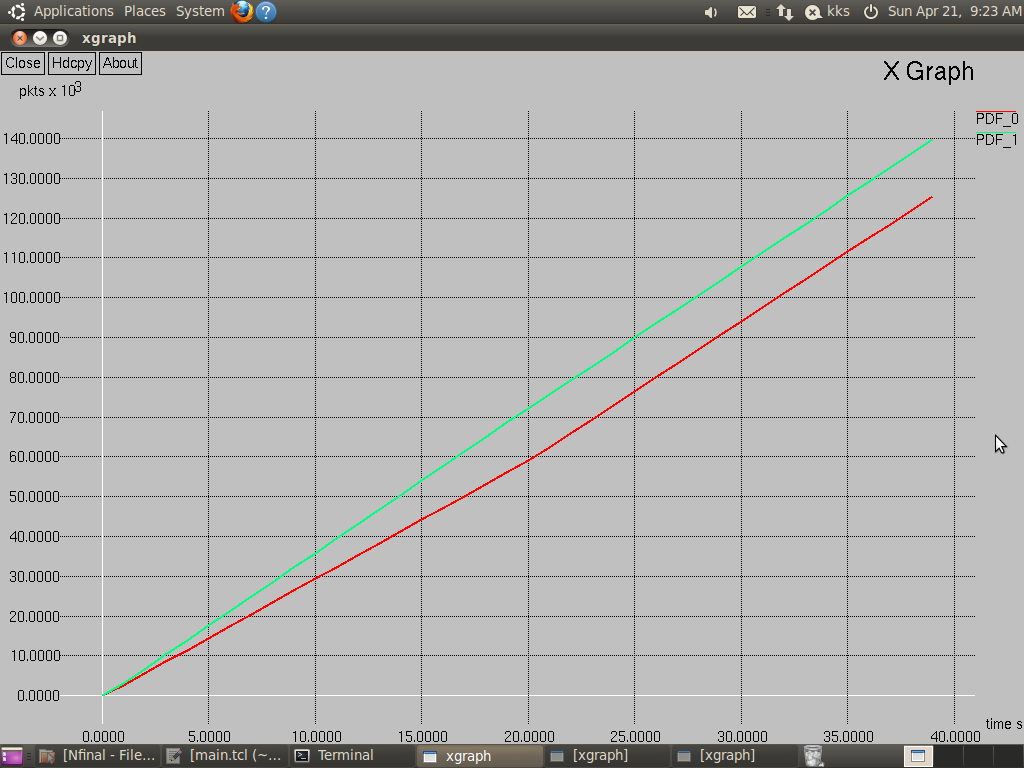 Applications Places System kks Sun Apr 21, 9:23 AM
xgraph
Close Hdcpy About
X Graph
pkts x 10³
PDF_0
PDF_1
140.0000
130.0000
120.0000
110.0000
100.0000
90.0000
80.0000
70.0000
60.0000
50.0000
40.0000
30.0000
20.0000
10.0000
0.0000
time s
0.0000 5.0000 10.0000 15.0000 20.0000 25.0000 30.0000 35.0000 40.0000
[Nfinal - File... [main.tcl (~... Terminal xgraph [xgraph] [xgraph]